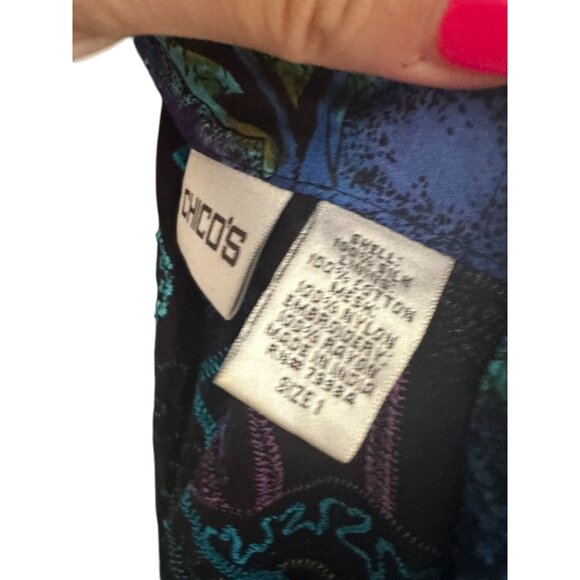 CHICO'S
SHELL:
100% SILK
LINING:
100% COTTON
MESH:
100% NYLON
EMBROIDERY:
100% RAYON
MADE IN INDIA
RN# 79384
SIZE 1